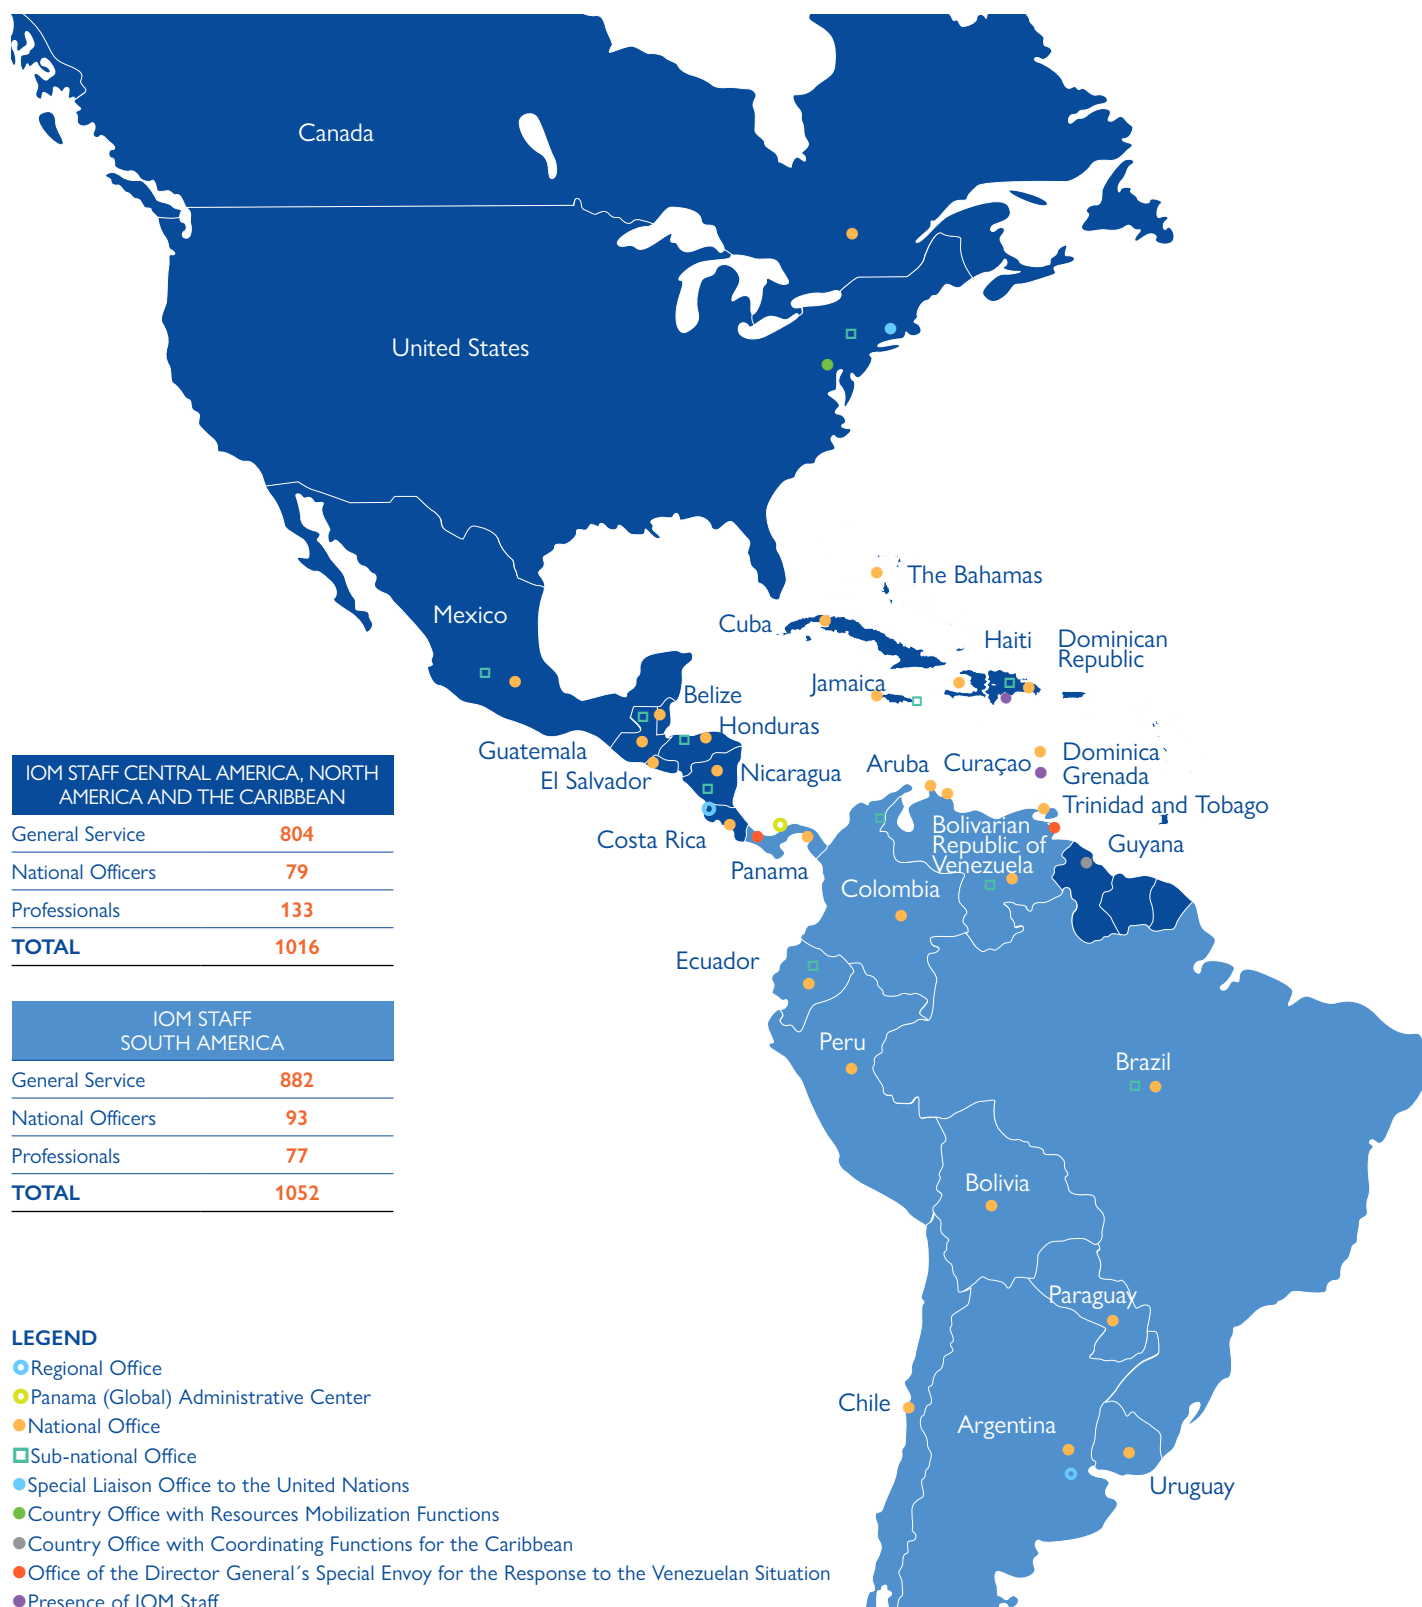 Canada
United States
Mexico
The Bahamas
Cuba
Haiti
Dominican
Republic
Jamaica
Belize
Honduras
Guatemala
El Salvador
Nicaragua
Aruba
Curaçao
Dominica
Grenada
Trinidad and Tobago
Costa Rica
Panama
Bolivarian
Republic of
Venezuela
Guyana
Colombia
Ecuador
Peru
Brazil
Bolivia
Paraguay
Chile
Argentina
Uruguay
IOM STAFF CENTRAL AMERICA, NORTH
AMERICA AND THE CARIBBEAN
General Service 804
National Officers 79
Professionals 133
TOTAL 1016
IOM STAFF
SOUTH AMERICA
General Service 882
National Officers 93
Professionals 77
TOTAL 1052
LEGEND
Regional Office
Panama (Global) Administrative Center
National Office
Sub-national Office
Special Liaison Office to the United Nations
Country Office with Resources Mobilization Functions
Country Office with Coordinating Functions for the Caribbean
Office of the Director General´s Special Envoy for the Response to the Venezuelan Situation
Presence of IOM Staff